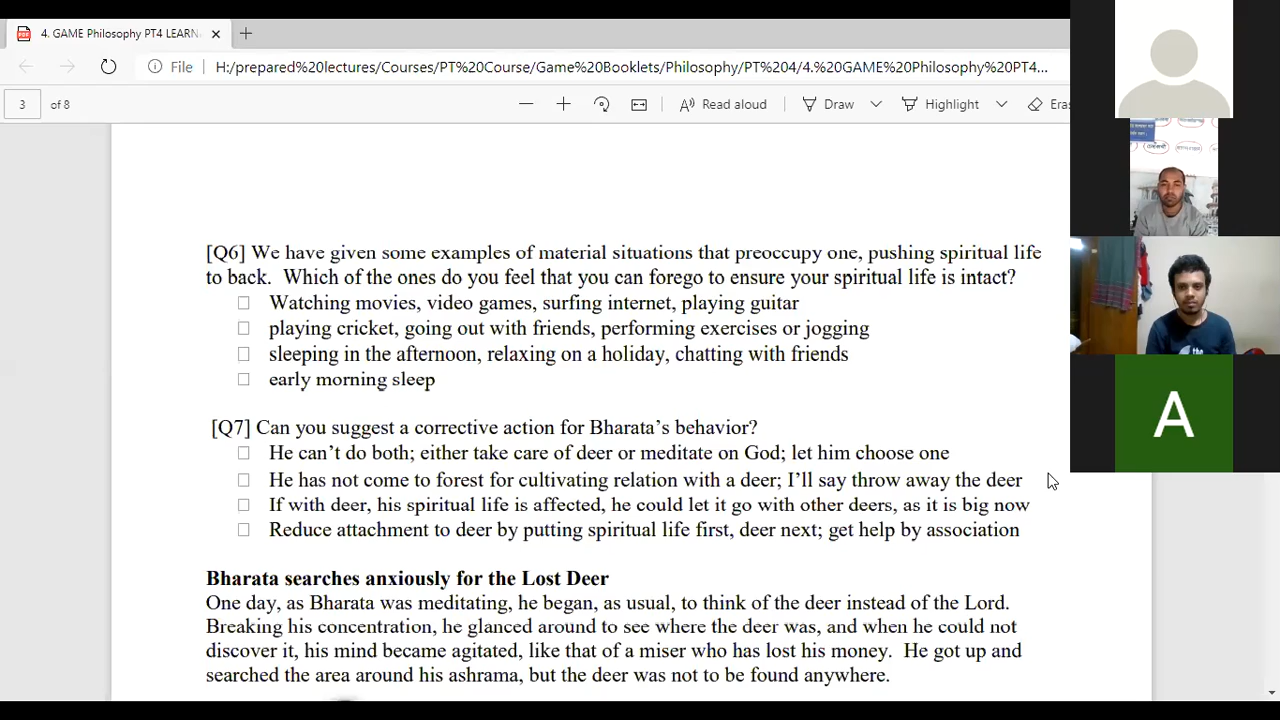 4. GAME Philosophy PT4 LEARN
File
H:/prepared%20lectures/Courses/PT%20Course/Game%20Booklets/Philosophy/PT%204/4.%20GAME%20Philosophy%20PT4...
3 of 8
Read aloud
Draw
Highlight
Eras
[Q6] We have given some examples of material situations that preoccupy one, pushing spiritual life
to back. Which of the ones do you feel that you can forego to ensure your spiritual life is intact?
Watching movies, video games, surfing internet, playing guitar
playing cricket, going out with friends, performing exercises or jogging
sleeping in the afternoon, relaxing on a holiday, chatting with friends
early morning sleep
[Q7] Can you suggest a corrective action for Bharata’s behavior?
He can’t do both; either take care of deer or meditate on God; let him choose one
He has not come to forest for cultivating relation with a deer; I’ll say throw away the deer
If with deer, his spiritual life is affected, he could let it go with other deers, as it is big now
Reduce attachment to deer by putting spiritual life first, deer next; get help by association
Bharata searches anxiously for the Lost Deer
One day, as Bharata was meditating, he began, as usual, to think of the deer instead of the Lord.
Breaking his concentration, he glanced around to see where the deer was, and when he could not
discover it, his mind became agitated, like that of a miser who has lost his money. He got up and
searched the area around his ashrama, but the deer was not to be found anywhere.
A
the